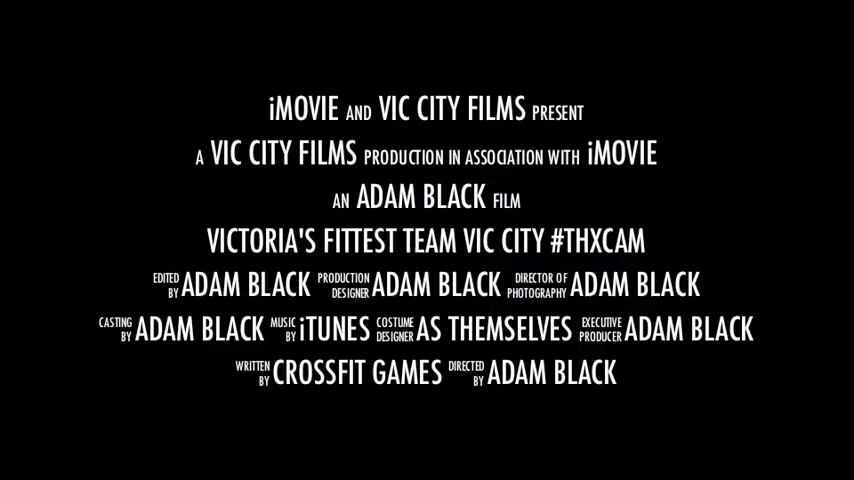 iMOVIE AND VIC CITY FILMS PRESENT
A VIC CITY FILMS PRODUCTION IN ASSOCIATION WITH iMOVIE
AN ADAM BLACK FILM
VICTORIA'S FITTEST TEAM VIC CITY #THXCAM
EDITED BY ADAM BLACK PRODUCTION DESIGNER ADAM BLACK DIRECTOR OF PHOTOGRAPHY ADAM BLACK
CASTING BY ADAM BLACK MUSIC BY iTUNES COSTUME DESIGNER AS THEMSELVES EXECUTIVE PRODUCER ADAM BLACK
WRITTEN BY CROSSFIT GAMES DIRECTED BY ADAM BLACK